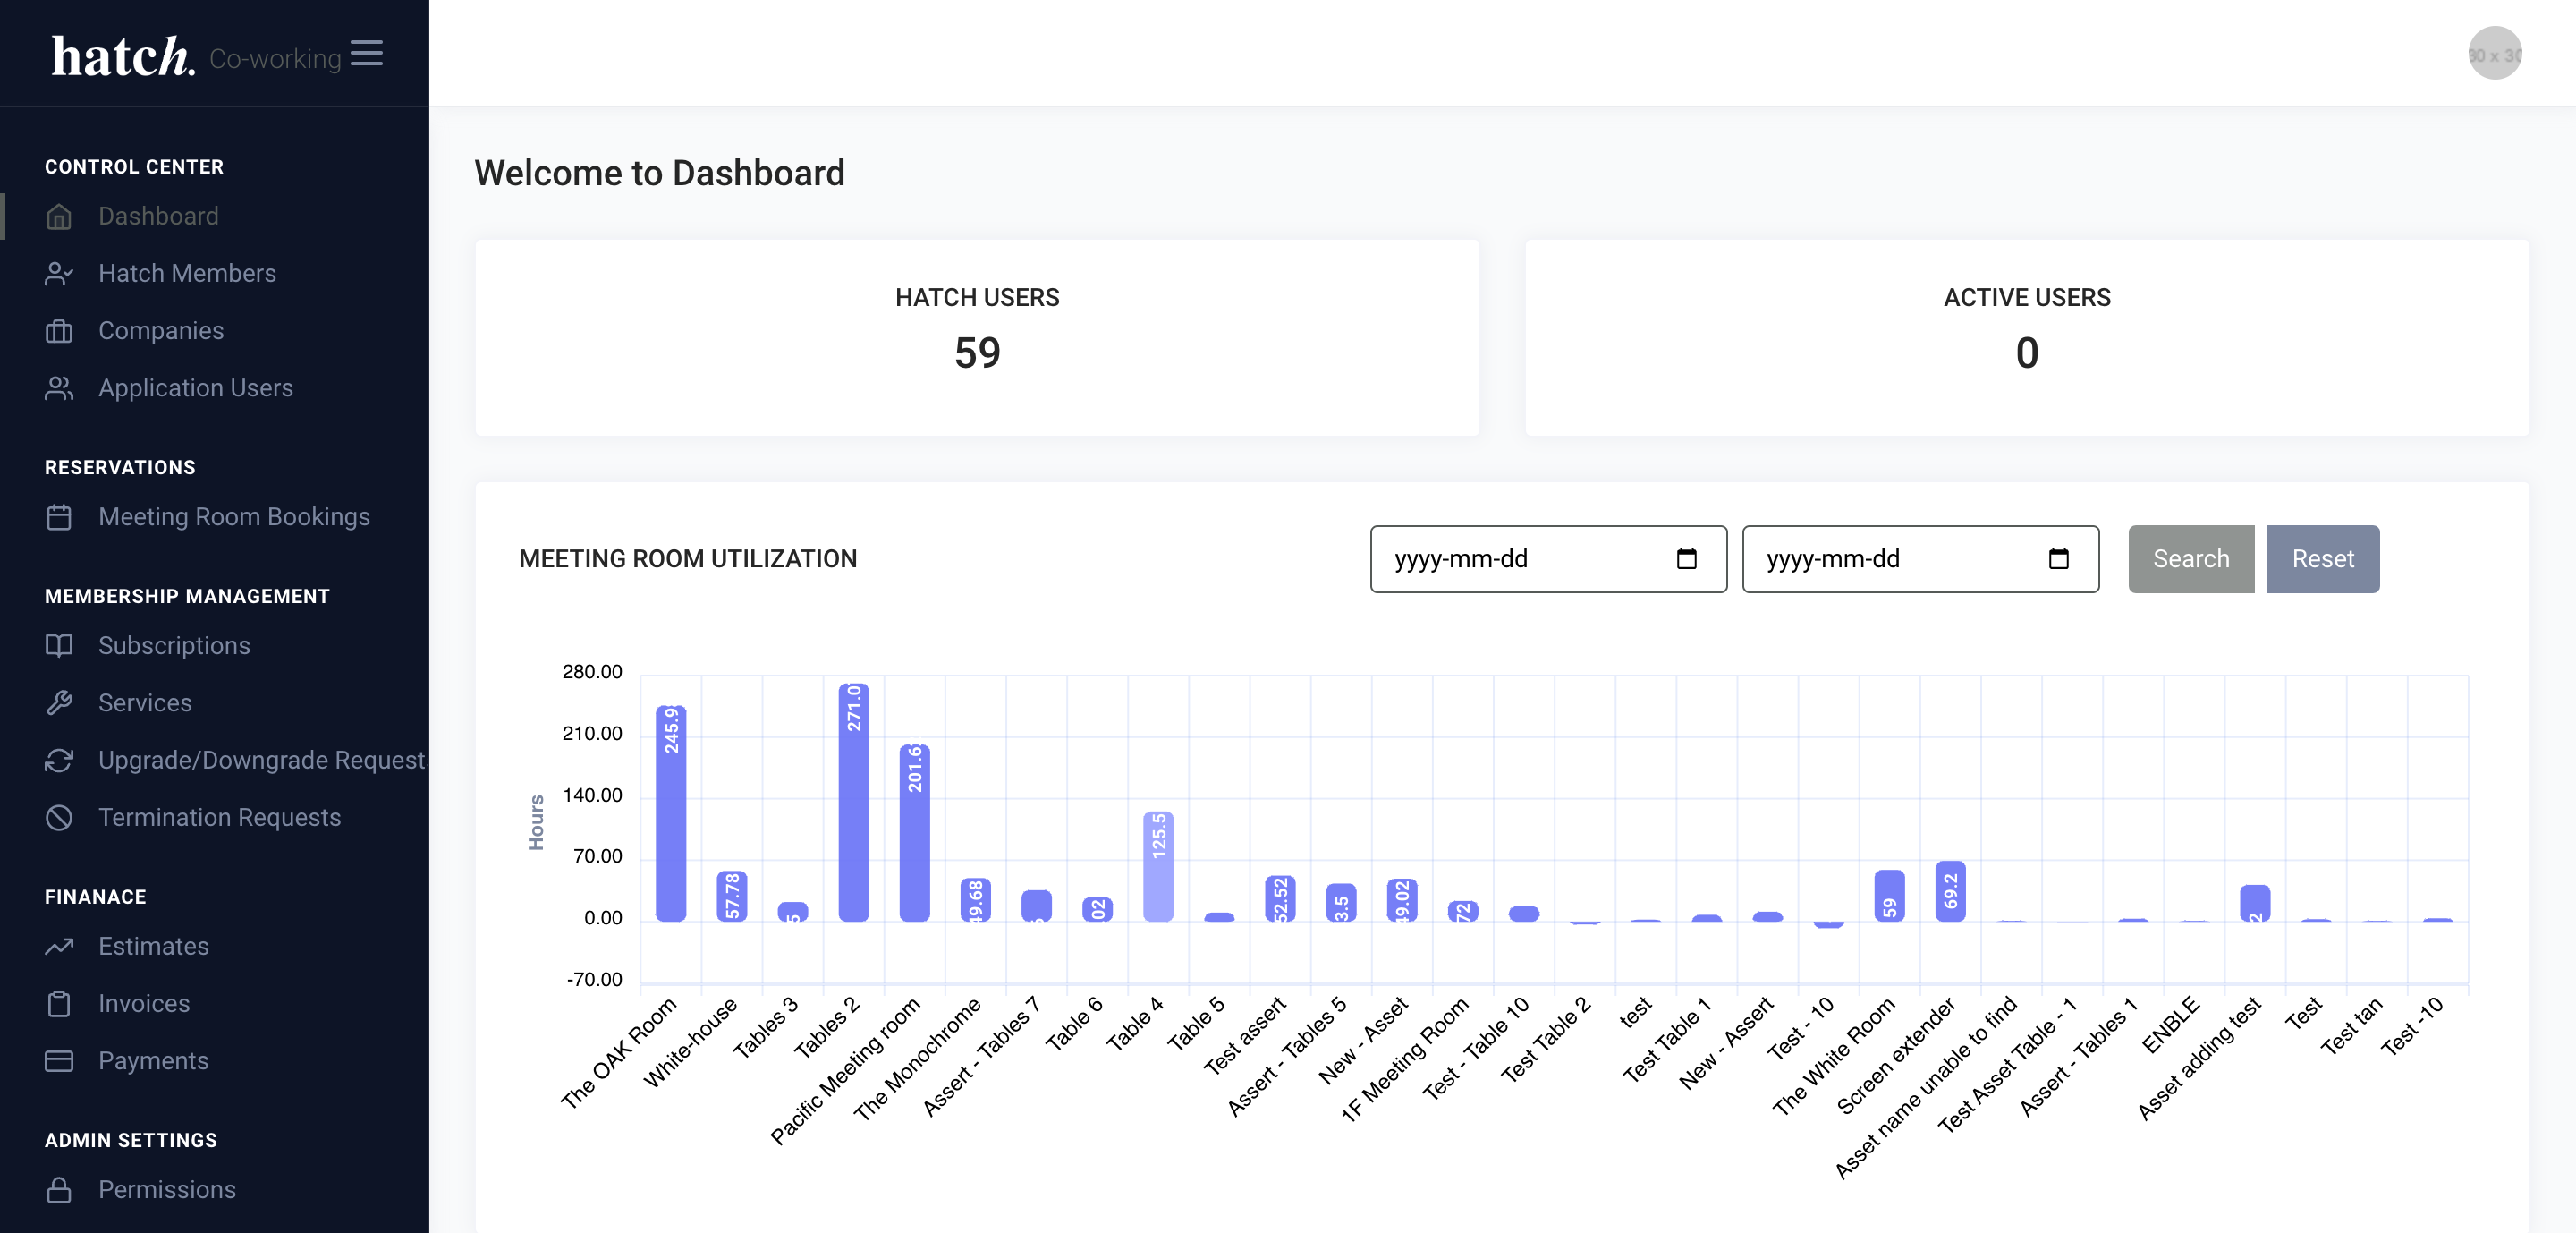 hatch. Co-working
30 x 30
CONTROL CENTER
Dashboard
Hatch Members
Companies
Application Users
RESERVATIONS
Meeting Room Bookings
MEMBERSHIP MANAGEMENT
Subscriptions
Services
Upgrade/Downgrade Request
Termination Requests
FINANACE
Estimates
Invoices
Payments
ADMIN SETTINGS
Permissions
Welcome to Dashboard
HATCH USERS
59
ACTIVE USERS
0
MEETING ROOM UTILIZATION
yyyy-mm-dd
yyyy-mm-dd
Search
Reset
Hours
280.00
210.00
140.00
70.00
0.00
-70.00
245.9
57.78
5
271.0
201.6
49.68
02
125.5
52.52
3.5
49.02
72
59
69.2
2
The OAK Room
White-house
Tables 3
Tables 2
Pacific Meeting room
The Monochrome
Assert - Tables 7
Table 6
Table 4
Table 5
Test assert
Assert - Tables 5
New - Asset
1F Meeting Room
Test - Table 10
Test Table 2
test
Test Table 1
New - Assert
Test - 10
The White Room
Screen extender
Asset name unable to find
Test Asset Table - 1
Assert - Tables 1
ENBLE
Asset adding test
Test
Test tan
Test -10